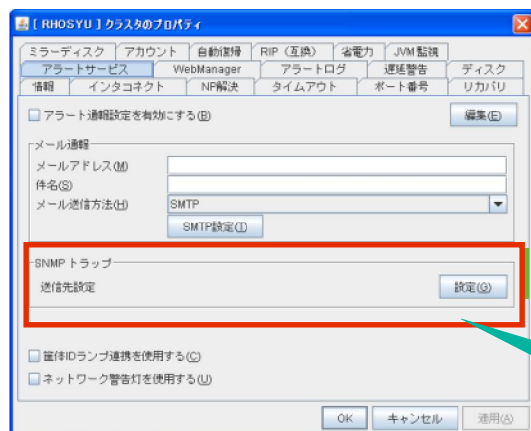 [ RHOSYU ] クラスタのプロパティ
ミラーディスク アカウント 自動復帰 RIP（互換） 省電力 JVM監視
アラートサービス WebManager アラートログ 遅延警告 ディスク
情報 インタコネクト NP解決 タイムアウト ポート番号 リカバリ
アラート通報設定を有効にする(B) 編集(E)
メール通報
メールアドレス(M)
件名(S)
メール送信方法(H) SMTP
SMTP設定(T)
SNMPトラップ
送信先設定 設定(G)
筐体IDランプ連携を使用する(C)
ネットワーク警告灯を使用する(U)
OK キャンセル 適用(A)